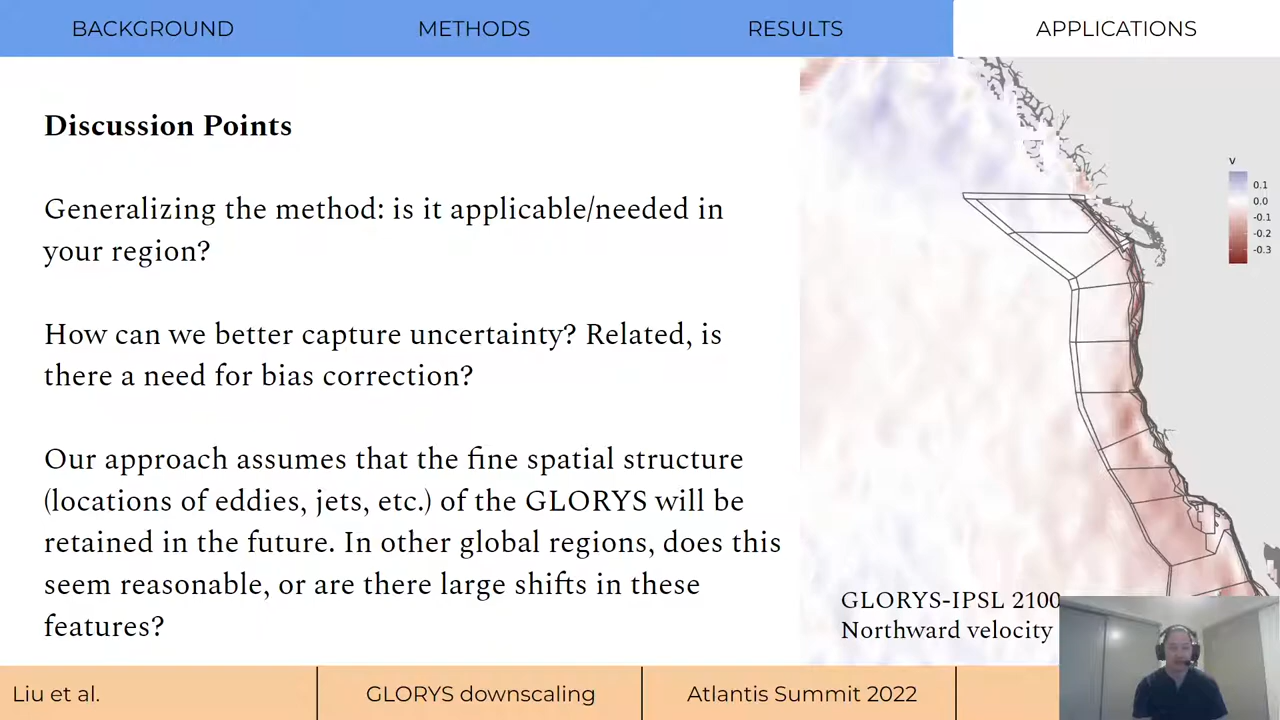 BACKGROUND METHODS RESULTS APPLICATIONS
Discussion Points
Generalizing the method: is it applicable/needed in
your region?
How can we better capture uncertainty? Related, is
there a need for bias correction?
Our approach assumes that the fine spatial structure
(locations of eddies, jets, etc.) of the GLORYS will be
retained in the future. In other global regions, does this
seem reasonable, or are there large shifts in these
features?
v
0.1
0.0
-0.1
-0.2
-0.3
GLORYS-IPSL 2100
Northward velocity
Liu et al. GLORYS downscaling Atlantis Summit 2022